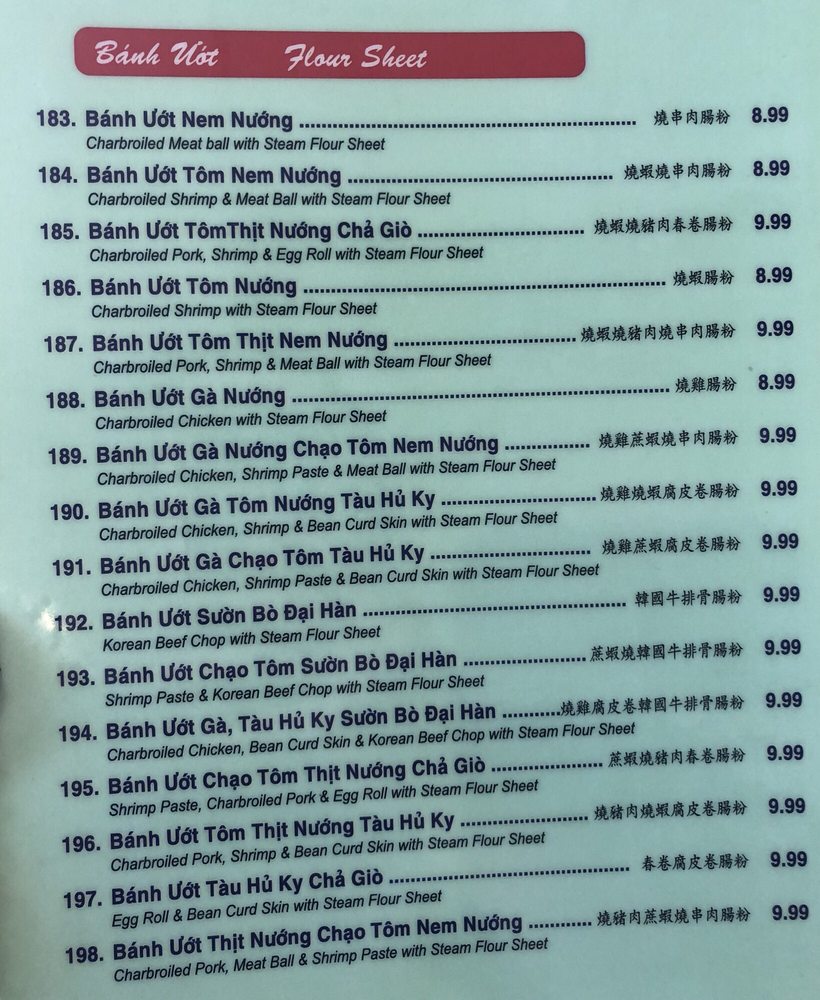 Bánh Ướt Flour Sheet
183. Bánh Ướt Nem Nướng ................................ 燒串肉腸粉 8.99
Charbroiled Meat ball with Steam Flour Sheet
184. Bánh Ướt Tôm Nem Nướng ................................ 燒蝦燒串肉腸粉 8.99
Charbroiled Shrimp & Meat Ball with Steam Flour Sheet
185. Bánh Ướt TômThịt Nướng Chả Giò ................................ 燒蝦燒豬肉春卷腸粉 9.99
Charbroiled Pork, Shrimp & Egg Roll with Steam Flour Sheet
186. Bánh Ướt Tôm Nướng ................................ 燒蝦腸粉 8.99
Charbroiled Shrimp with Steam Flour Sheet
187. Bánh Ướt Tôm Thịt Nem Nướng ................................ 燒蝦燒豬肉燒串肉腸粉 9.99
Charbroiled Pork, Shrimp & Meat Ball with Steam Flour Sheet
188. Bánh Ướt Gà Nướng ................................ 燒雞腸粉 8.99
Charbroiled Chicken with Steam Flour Sheet
189. Bánh Ướt Gà Nướng Chạo Tôm Nem Nướng .............. 燒雞蔗蝦燒串肉腸粉 9.99
Charbroiled Chicken, Shrimp Paste & Meat Ball with Steam Flour Sheet
190. Bánh Ướt Gà Tôm Nướng Tàu Hủ Ky ......................... 燒雞燒蝦腐皮卷腸粉 9.99
Charbroiled Chicken, Shrimp & Bean Curd Skin with Steam Flour Sheet
191. Bánh Ướt Gà Chạo Tôm Tàu Hủ Ky .......................... 燒雞蔗蝦腐皮卷腸粉 9.99
Charbroiled Chicken, Shrimp Paste & Bean Curd Skin with Steam Flour Sheet
192. Bánh Ướt Sườn Bò Đại Hàn ................................ 韓國牛排骨腸粉 9.99
Korean Beef Chop with Steam Flour Sheet
193. Bánh Ướt Chạo Tôm Sườn Bò Đại Hàn .................... 蔗蝦燒韓國牛排骨腸粉 9.99
Shrimp Paste & Korean Beef Chop with Steam Flour Sheet
194. Bánh Ướt Gà, Tàu Hủ Ky Sườn Bò Đại Hàn ..........燒雞腐皮卷韓國牛排骨腸粉 9.99
Charbroiled Chicken, Bean Curd Skin & Korean Beef Chop with Steam Flour Sheet
195. Bánh Ướt Chạo Tôm Thịt Nướng Chả Giò .................... 蔗蝦燒豬肉春卷腸粉 9.99
Shrimp Paste, Charbroiled Pork & Egg Roll with Steam Flour Sheet
196. Bánh Ướt Tôm Thịt Nướng Tàu Hủ Ky ..................... 燒豬肉燒蝦腐皮卷腸粉 9.99
Charbroiled Pork, Shrimp & Bean Curd Skin with Steam Flour Sheet
197. Bánh Ướt Tàu Hủ Ky Chả Giò ................................ 春卷腐皮卷腸粉 9.99
Egg Roll & Bean Curd Skin with Steam Flour Sheet
198. Bánh Ướt Thịt Nướng Chạo Tôm Nem Nướng ............ 燒豬肉蔗蝦燒串肉腸粉 9.99
Charbroiled Pork, Meat Ball & Shrimp Paste with Steam Flour Sheet